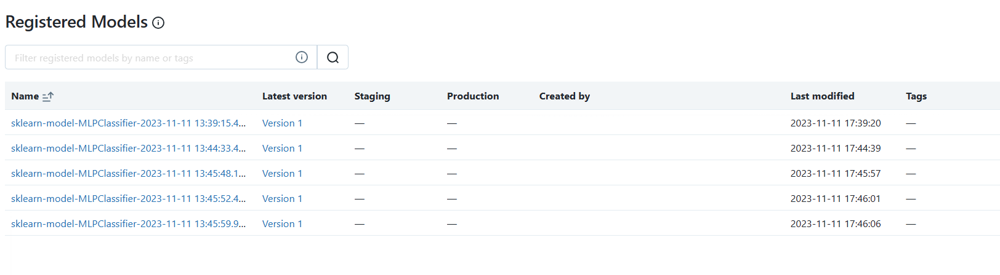 Registered Models
Filter registered models by name or tags
Name Latest version Staging Production Created by Last modified Tags
sklearn-model-MLPClassifier-2023-11-11 13:39:15.4... Version 1 — — 2023-11-11 17:39:20 —
sklearn-model-MLPClassifier-2023-11-11 13:44:33.4... Version 1 — — 2023-11-11 17:44:39 —
sklearn-model-MLPClassifier-2023-11-11 13:45:48.1... Version 1 — — 2023-11-11 17:45:57 —
sklearn-model-MLPClassifier-2023-11-11 13:45:52.4... Version 1 — — 2023-11-11 17:46:01 —
sklearn-model-MLPClassifier-2023-11-11 13:45:59.9... Version 1 — — 2023-11-11 17:46:06 —